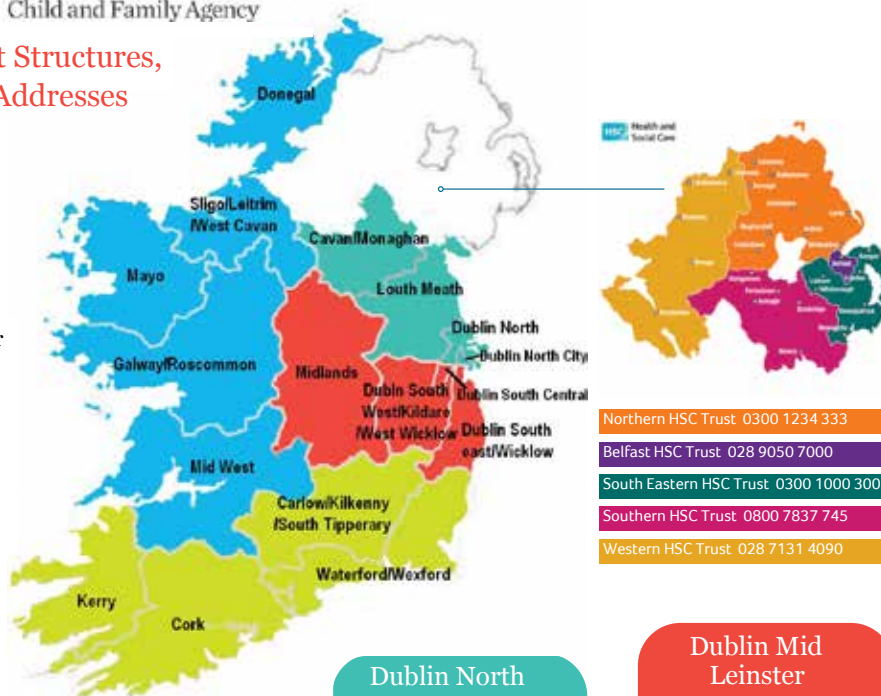 Child and Family Agency
t Structures,
Addresses
Donegal
Sligo/Leitrim
/West Cavan
Cavan/Monaghan
Mayo
Louth Meath
Dublin North
r
Dublin North City
Galway/Roscommon
Midlands
Dubln South
West/Kildare
/West Wicklow
Dublin South Central
Dublin South
east/Wicklow
Mid West
Carlow/Kilkenny
/South Tipperary
Waterford/Wexford
Kerry
Cork
HSC Health and
Social Care
Northern HSC Trust 0300 1234 333
Belfast HSC Trust 028 9050 7000
South Eastern HSC Trust 0300 1000 300
Southern HSC Trust 0800 7837 745
Western HSC Trust 028 7131 4090
Dublin North
Dublin Mid
Leinster